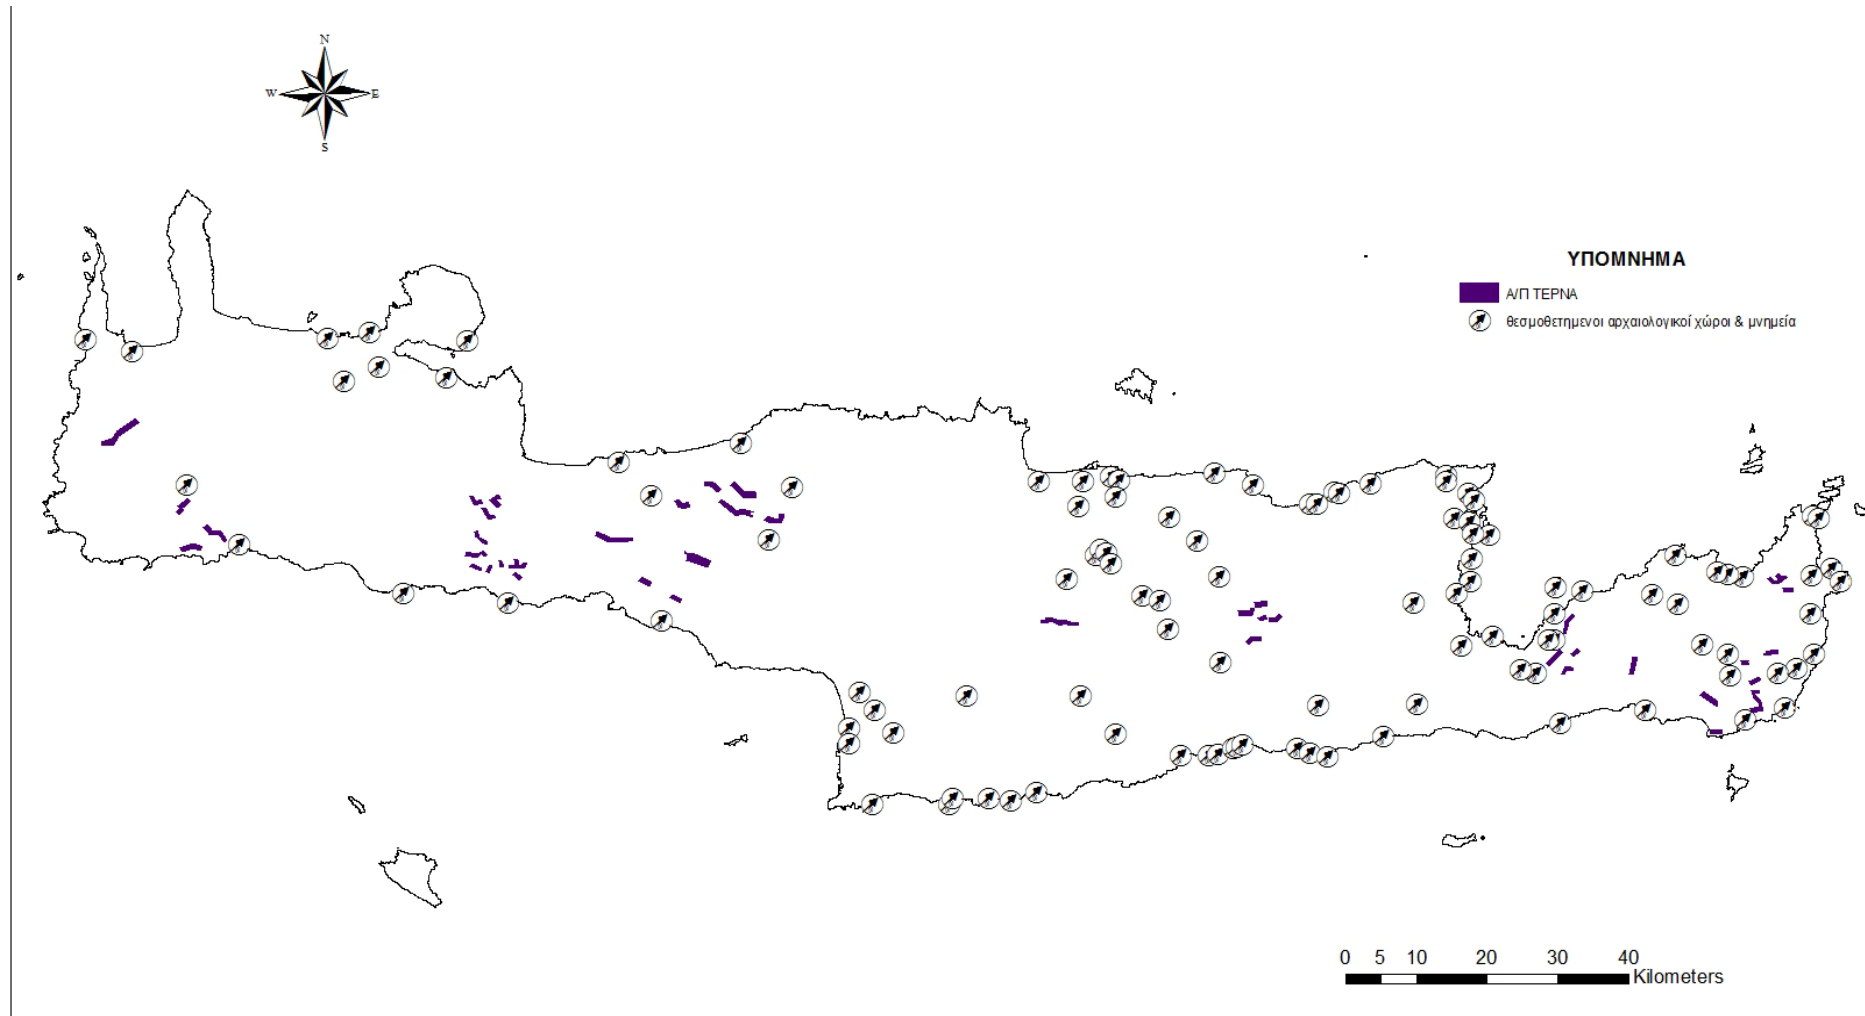 N
W E
S
ΥΠΟΜΝΗΜΑ
Α/Π ΤΕΡΝΑ
θεσμοθετημενοι αρχαιολογικοί χώροι & μνημεία
0 5 10 20 30 40
Kilometers